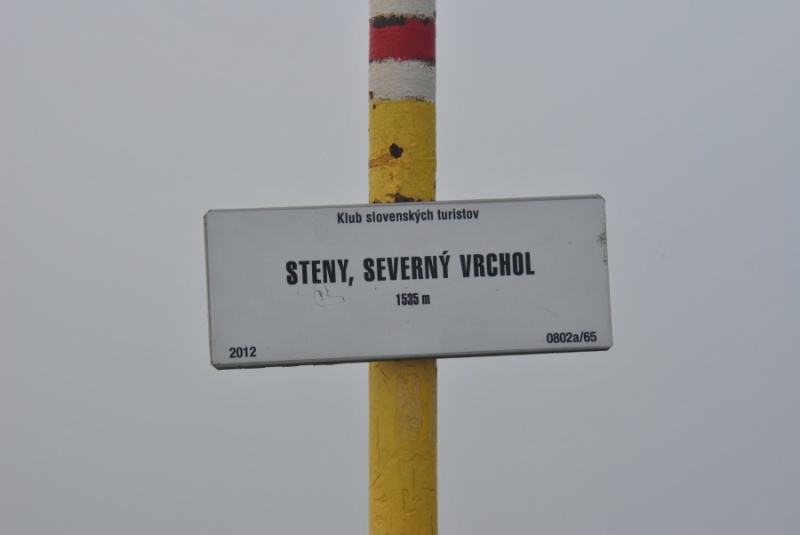 Klub slovenských turistov
STENY, SEVERNÝ VRCHOL
1535 m
2012
0802a/65